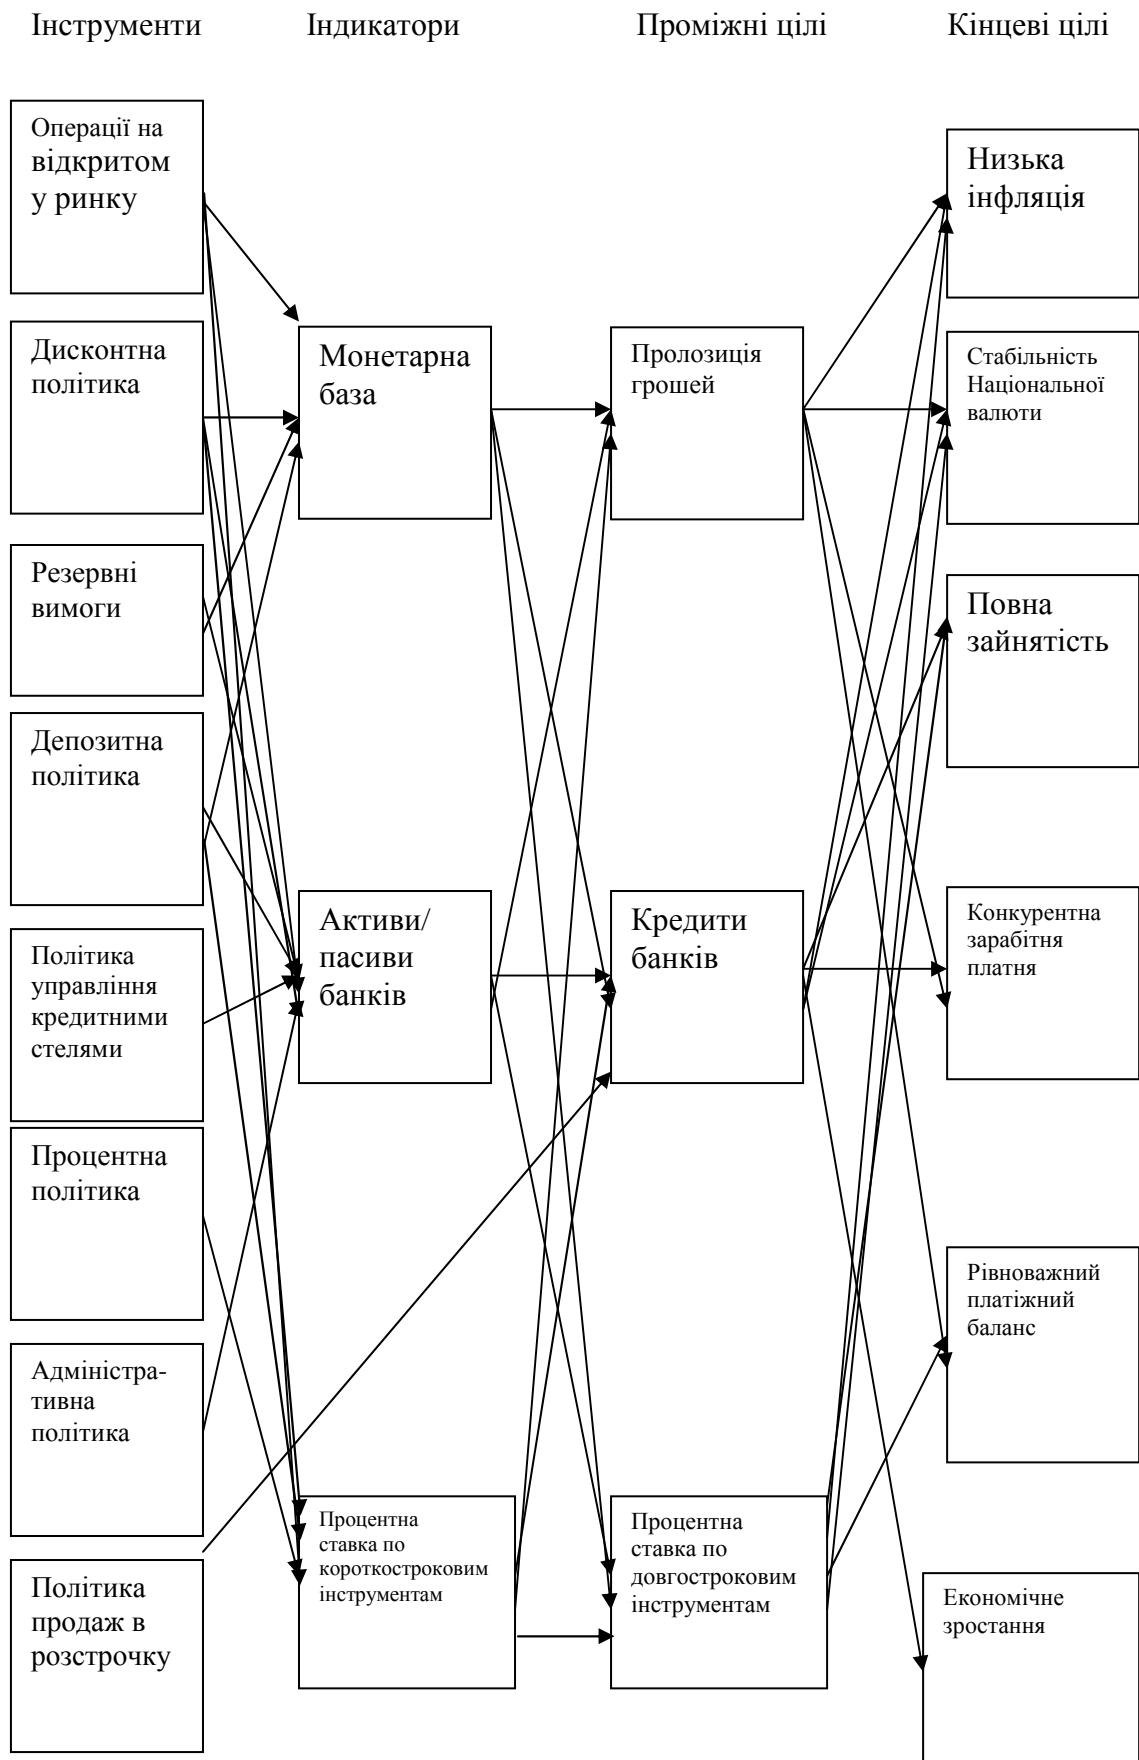 Інструменти
Індикатори
Проміжні цілі
Кінцеві цілі
Операції на
відкритом
у ринку
Дисконтна
політика
Резервні
вимоги
Депозитна
політика
Політика
управління
кредитними
стелями
Процентна
політика
Адміністра-
тивна
політика
Політика
продаж в
розстрочку
Монетарна
база
Активи/
пасиви
банків
Процентна
ставка по
короткостроковим
інструментам
Пролозиція
грошей
Кредити
банків
Процентна
ставка по
довгостроковим
інструментам
Низька
інфляція
Стабільність
Національної
валюти
Повна
зайнятість
Конкурентна
зарабітня
платня
Рівноважний
платіжний
баланс
Економічне
зростання